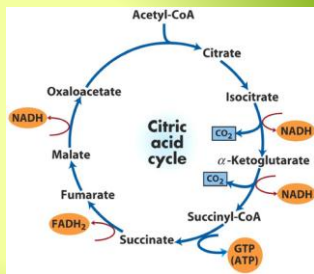 Acetyl-CoA
Citrate
Isocitrate
CO₂
NADH
α-Ketoglutarate
CO₂
NADH
Succinyl-CoA
GTP
(ATP)
Succinate
FADH₂
Fumarate
Malate
NADH
Oxaloacetate
Citric
acid
cycle